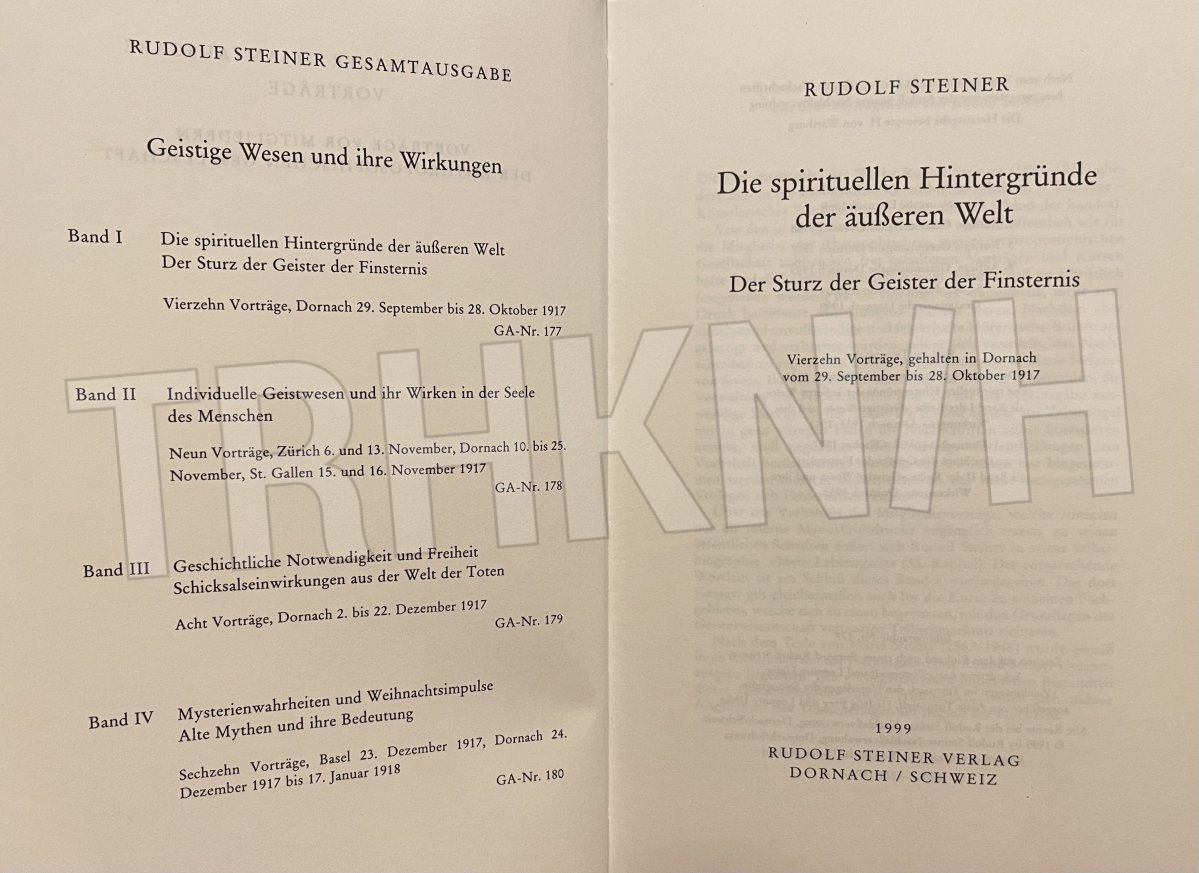 RUDOLF STEINER GESAMTAUSGABE
Geistige Wesen und ihre Wirkungen
Band I Die spirituellen Hintergründe der äußeren Welt
Der Sturz der Geister der Finsternis
Vierzehn Vorträge, Dornach 29. September bis 28. Oktober 1917
GA-Nr. 177
Band II Individuelle Geistwesen und ihr Wirken in der Seele
des Menschen
Neun Vorträge, Zürich 6. und 13. November, Dornach 10. bis 25.
November, St. Gallen 15. und 16. November 1917
GA-Nr. 178
Band III Geschichtliche Notwendigkeit und Freiheit
Schicksalseinwirkungen aus der Welt der Toten
Acht Vorträge, Dornach 2. bis 22. Dezember 1917
GA-Nr. 179
Band IV Mysterienwahrheiten und Weihnachtsimpulse
Alte Mythen und ihre Bedeutung
Sechzehn Vorträge, Basel 23. Dezember 1917, Dornach 24.
Dezember 1917 bis 17. Januar 1918
GA-Nr. 180
RUDOLF STEINER
Die spirituellen Hintergründe
der äußeren Welt
Der Sturz der Geister der Finsternis
Vierzehn Vorträge, gehalten in Dornach
vom 29. September bis 28. Oktober 1917
1999
RUDOLF STEINER VERLAG
DORNACH / SCHWEIZ
TRHKNVH